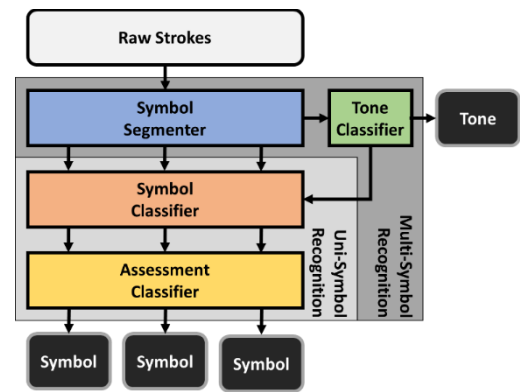 Raw Strokes
Symbol
Segmenter
Tone
Classifier
Tone
Symbol
Classifier
Assessment
Classifier
Uni-Symbol
Recognition
Multi-Symbol
Recognition
Symbol
Symbol
Symbol